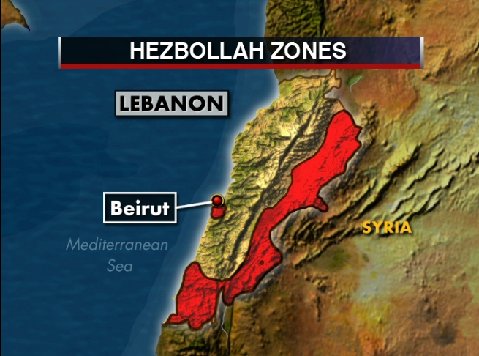 HEZBOLLAH ZONES
LEBANON
Beirut
SYRIA
Mediterranean
Sea